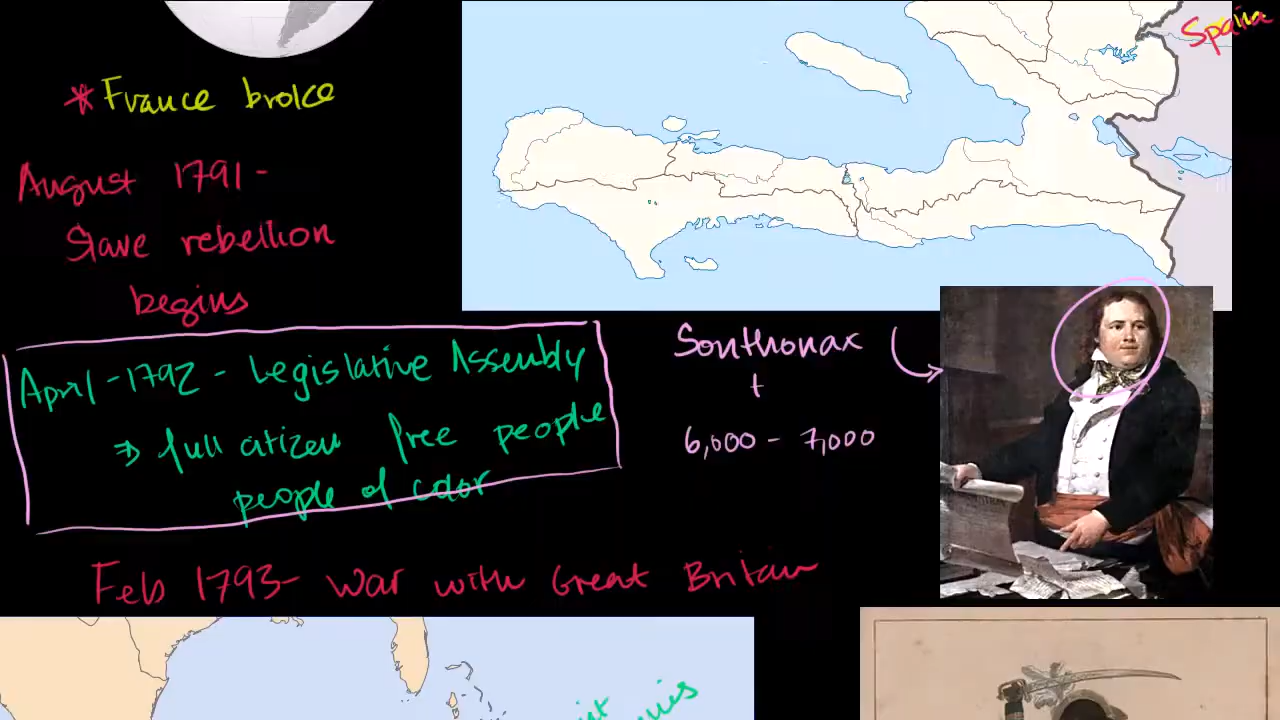 Spain
* France broke
August 1791 -
Slave rebellion
begins
April - 1792 - Legislative Assembly
⇒ full citizen free people
people of color
Sonthonax
+
6,000 - 7,000
Feb 1793 - War with Great Britain